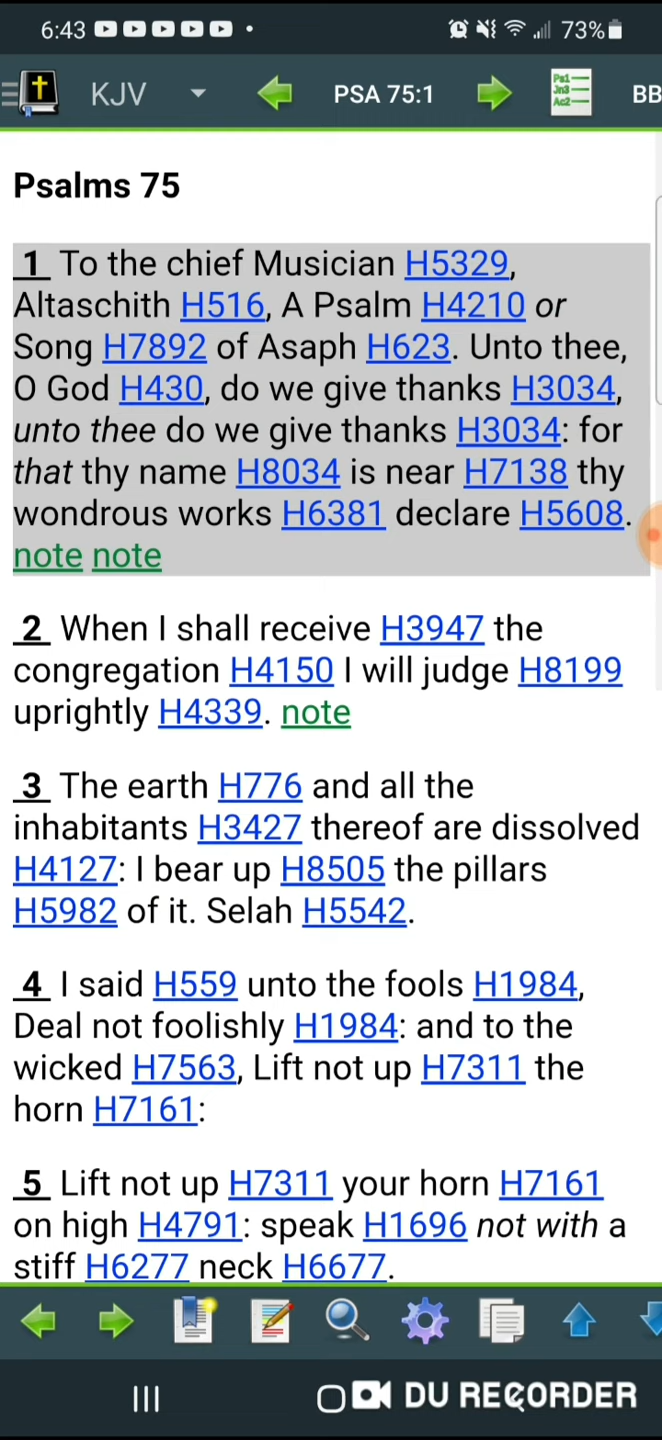 6:43
73%
KJV
PSA 75:1
Ps1
Jn3
Ac2
BB
Psalms 75
1 To the chief Musician H5329,
Altaschith H516, A Psalm H4210 or
Song H7892 of Asaph H623. Unto thee,
O God H430, do we give thanks H3034,
unto thee do we give thanks H3034: for
that thy name H8034 is near H7138 thy
wondrous works H6381 declare H5608.
note note
2 When I shall receive H3947 the
congregation H4150 I will judge H8199
uprightly H4339. note
3 The earth H776 and all the
inhabitants H3427 thereof are dissolved
H4127: I bear up H8505 the pillars
H5982 of it. Selah H5542.
4 I said H559 unto the fools H1984,
Deal not foolishly H1984: and to the
wicked H7563, Lift not up H7311 the
horn H7161:
5 Lift not up H7311 your horn H7161
on high H4791: speak H1696 not with a
stiff H6277 neck H6677.
DU RECORDER